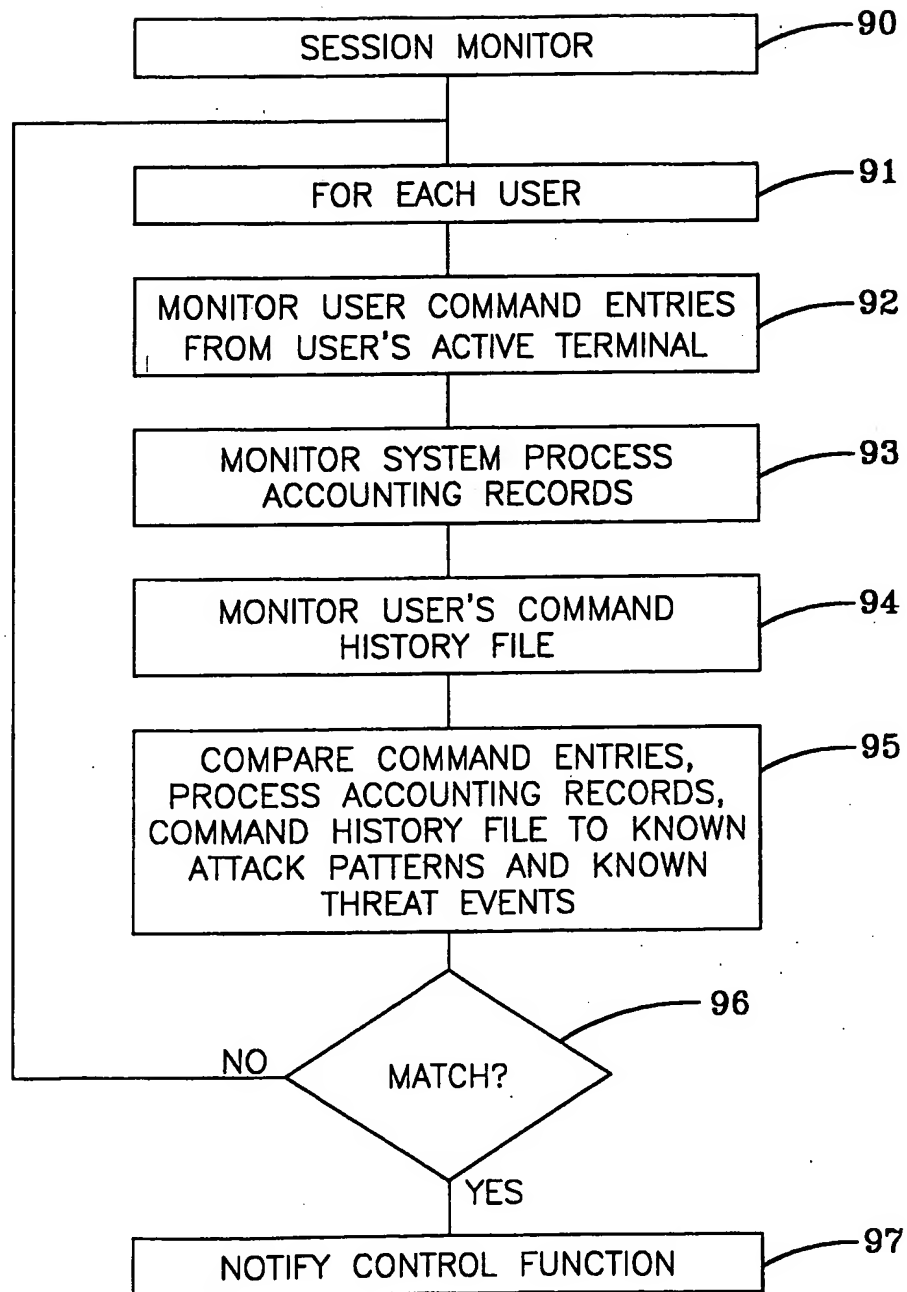 SESSION MONITOR
90
FOR EACH USER
91
MONITOR USER COMMAND ENTRIES
FROM USER'S ACTIVE TERMINAL
92
MONITOR SYSTEM PROCESS
ACCOUNTING RECORDS
93
MONITOR USER'S COMMAND
HISTORY FILE
94
COMPARE COMMAND ENTRIES,
PROCESS ACCOUNTING RECORDS,
COMMAND HISTORY FILE TO KNOWN
ATTACK PATTERNS AND KNOWN
THREAT EVENTS
95
96
NO
MATCH?
YES
NOTIFY CONTROL FUNCTION
97